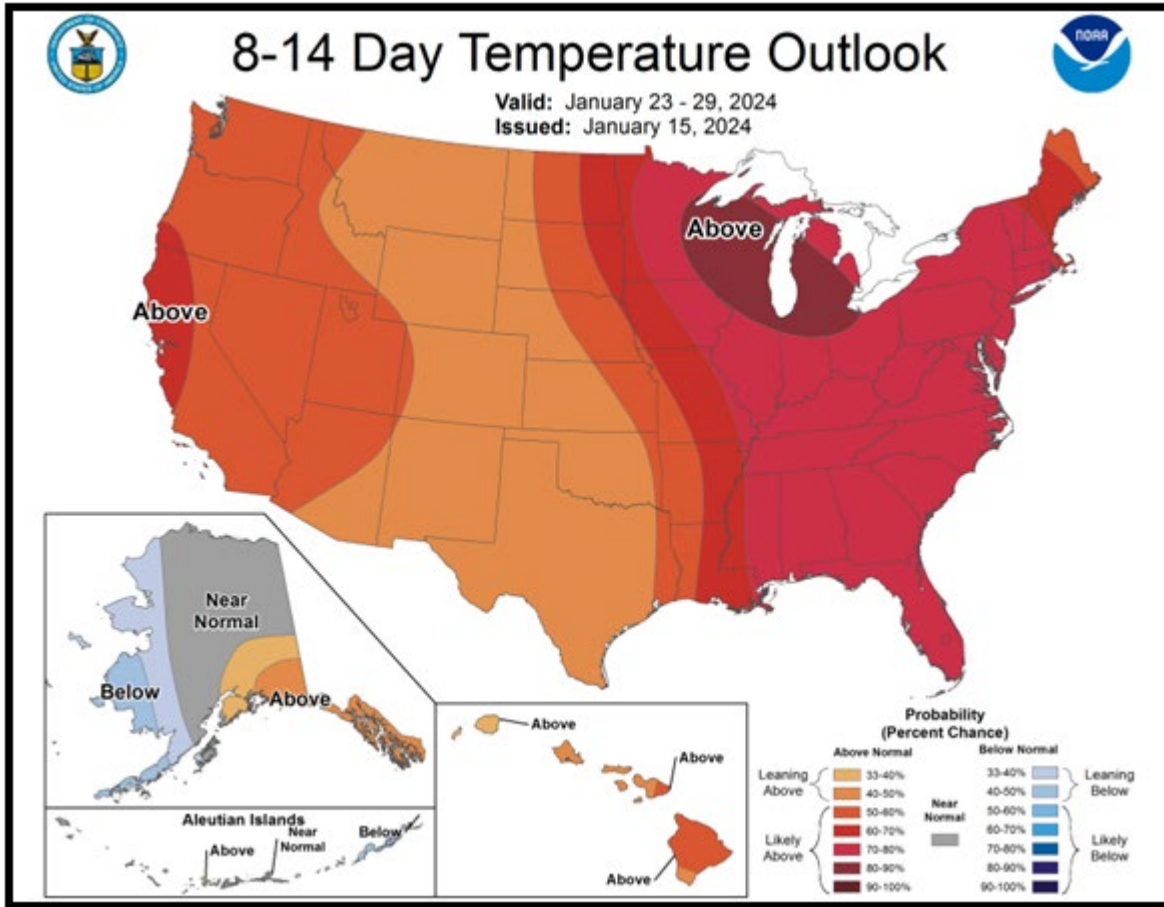 8-14 Day Temperature Outlook
NOAA
Valid: January 23 - 29, 2024
Issued: January 15, 2024
Above
Above
Near
Normal
Below
Above
Aleutian Islands
Above
Near
Normal
Below
Above
Above
Above
Probability
(Percent Chance)
Above Normal
Below Normal
Leaning
Above
33-40%
40-50%
Likely
Above
50-60%
60-70%
70-80%
80-90%
90-100%
Near
Normal
33-40%
40-50%
Leaning
Below
50-60%
60-70%
70-80%
80-90%
90-100%
Likely
Below